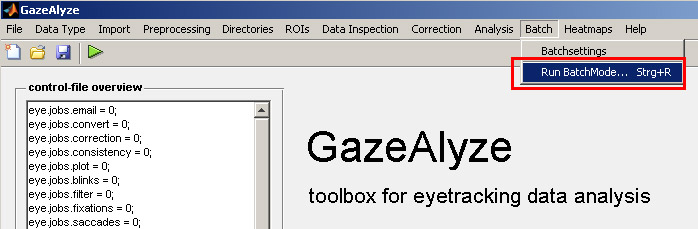 GazeAlyze
File Data Type Import Preprocessing Directories ROIs Data Inspection Correction Analysis Batch Heatmaps Help
Batchsettings
Run BatchMode... Strg+R
control-file overview
eye.jobs.email = 0;
eye.jobs.convert = 0;
eye.jobs.correction = 0;
eye.jobs.consistency = 0;
eye.jobs.plot = 0;
eye.jobs.blinks = 0;
eye.jobs.filter = 0;
eye.jobs.fixations = 0;
eye.jobs.saccades = 0;
GazeAlyze
toolbox for eyetracking data analysis